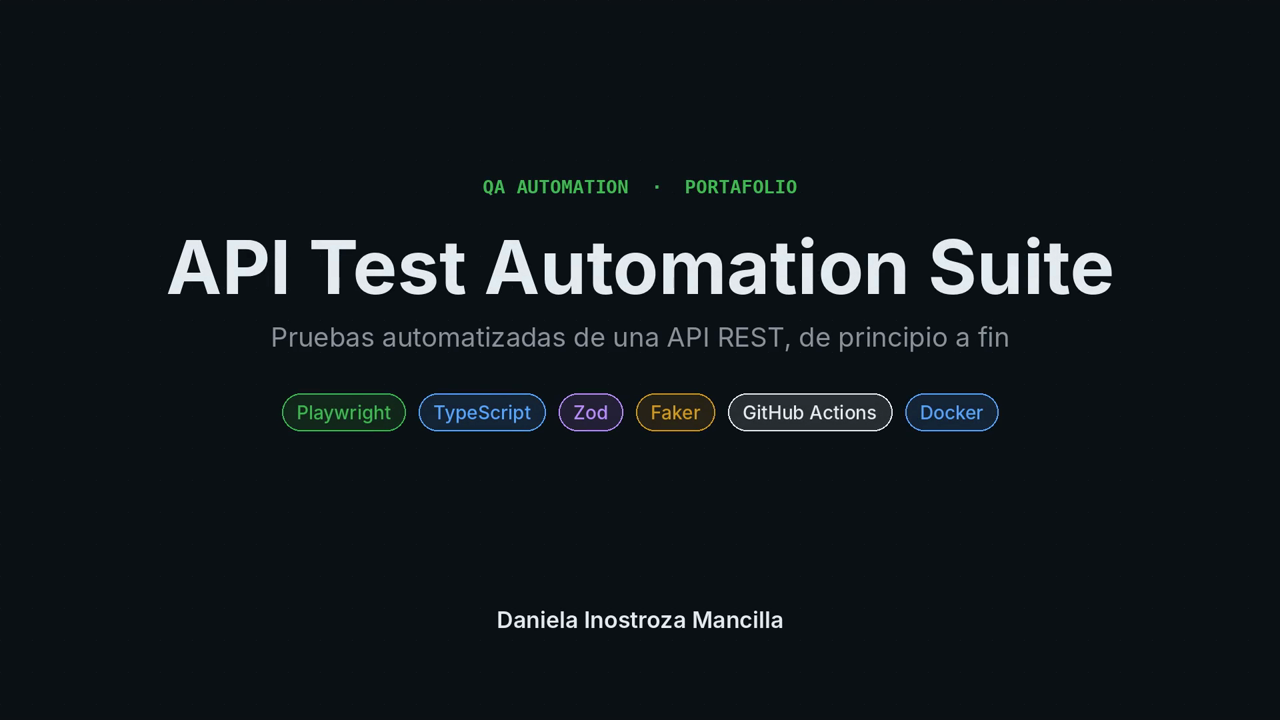 QA AUTOMATION · PORTAFOLIO
API Test Automation Suite
Pruebas automatizadas de una API REST, de principio a fin
Playwright TypeScript Zod Faker GitHub Actions Docker
Daniela Inostroza Mancilla